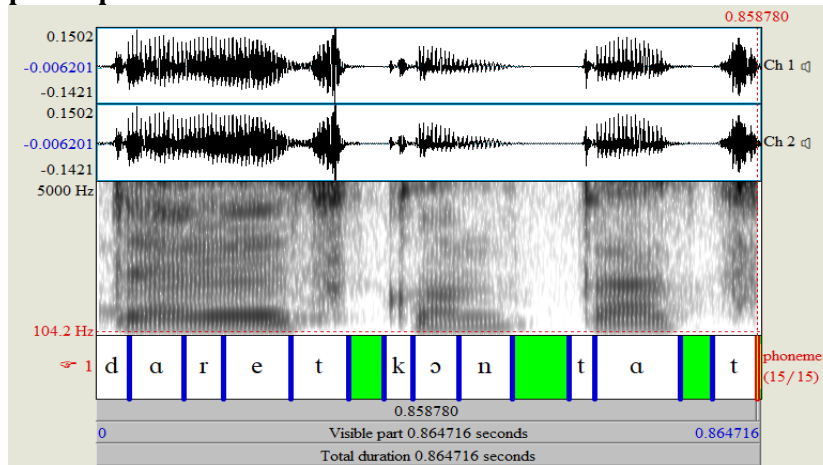 0.858780
0.1502
-0.006201
-0.1421
Ch 1
0.1502
-0.006201
-0.1421
Ch 2
5000 Hz
104.2 Hz
☞ 1 d ɑ r e t k ɔ n t ɑ t phoneme
(15/15)
0.858780
0 Visible part 0.864716 seconds 0.864716
Total duration 0.864716 seconds